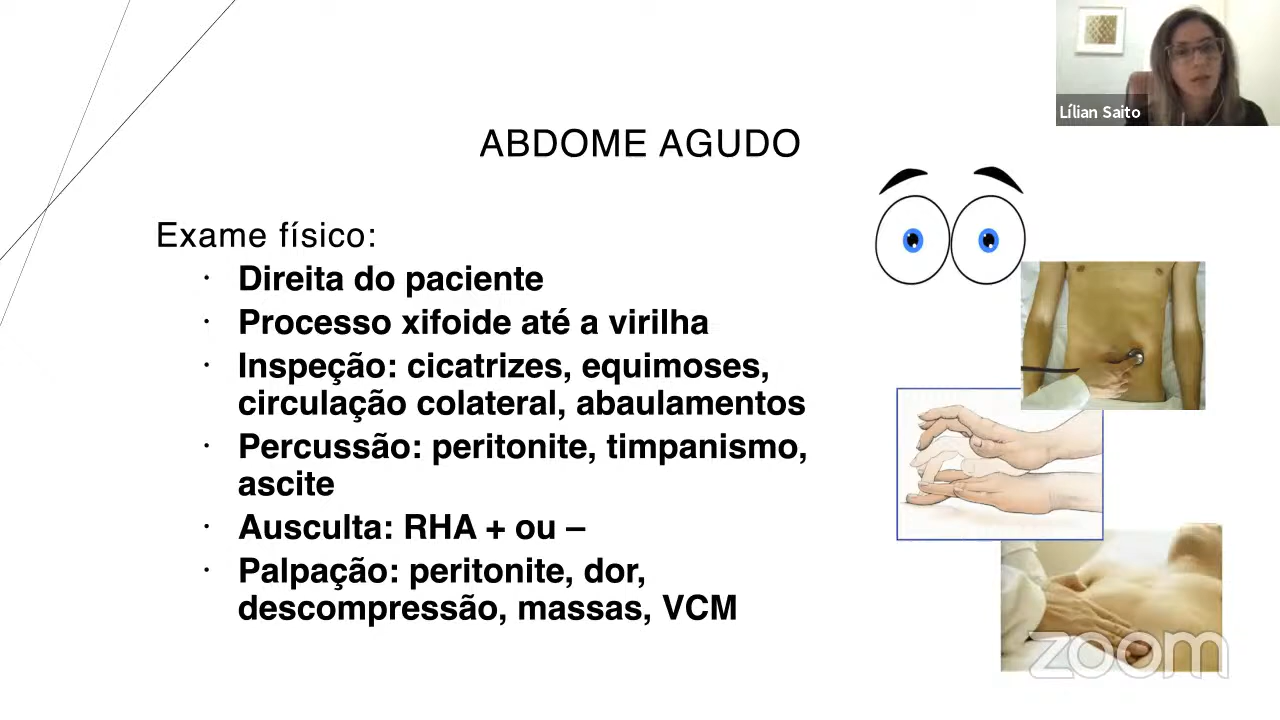 Lílian Saito
ABDOME AGUDO
Exame físico:
· Direita do paciente
· Processo xifoide até a virilha
· Inspeção: cicatrizes, equimoses,
circulação colateral, abaulamentos
· Percussão: peritonite, timpanismo,
ascite
· Ausculta: RHA + ou –
· Palpação: peritonite, dor,
descompressão, massas, VCM
zoom